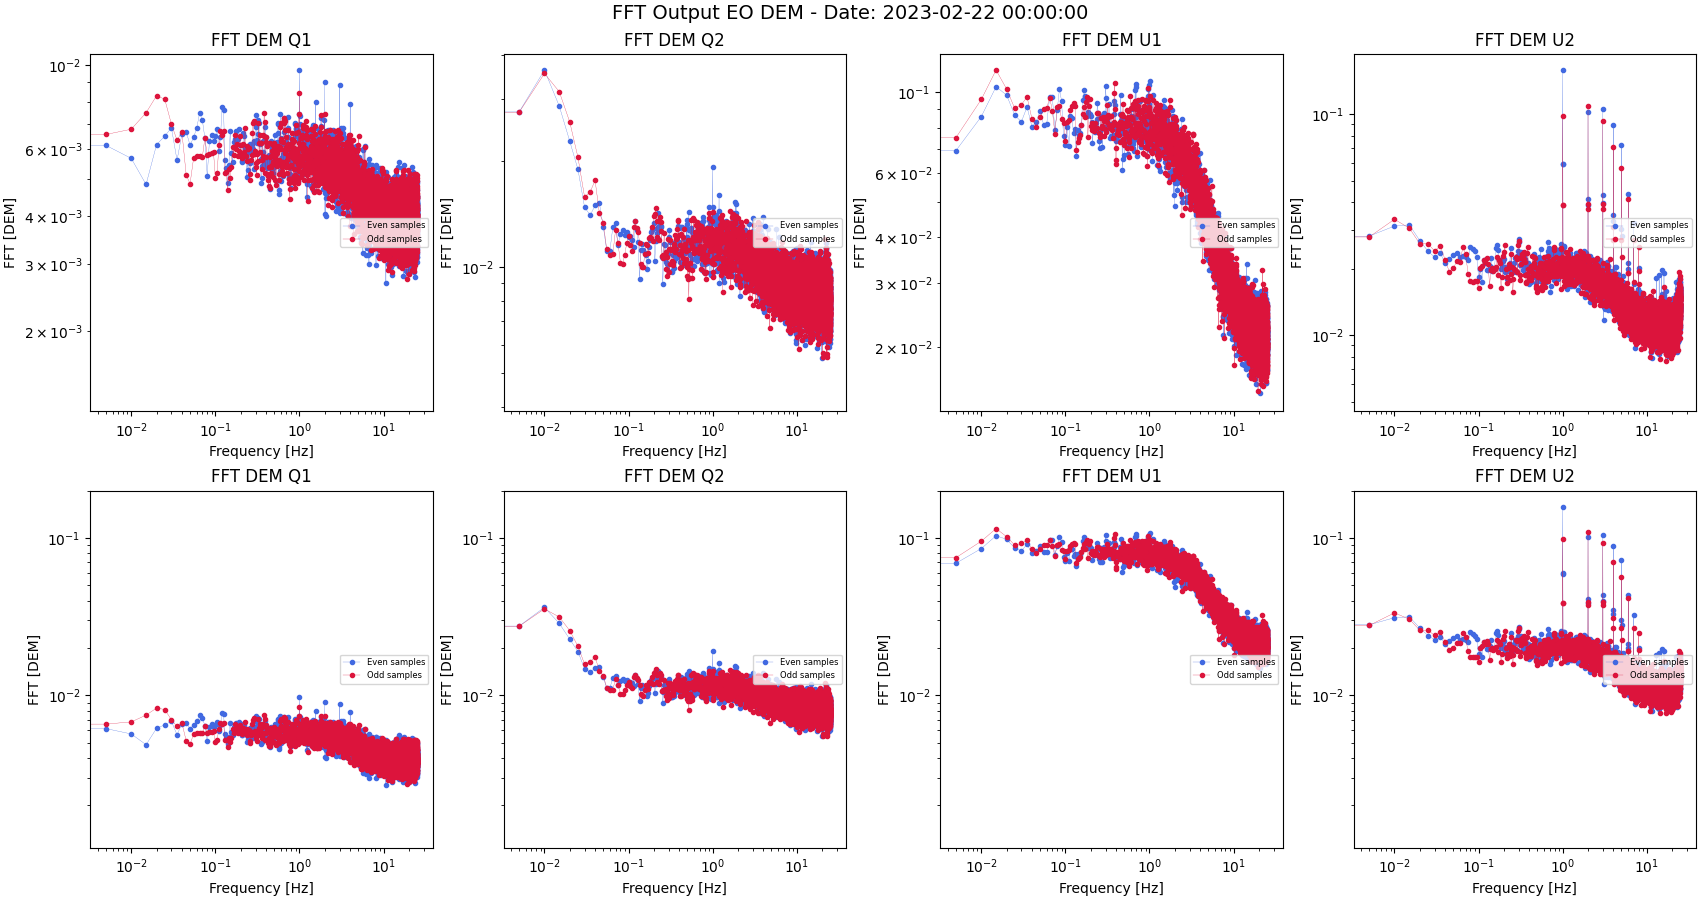 FFT Output EO DEM - Date: 2023-02-22 00:00:00
FFT DEM Q1
FFT DEM Q2
FFT DEM U1
FFT DEM U2
FFT [DEM]
10⁻²
6 × 10⁻³
4 × 10⁻³
3 × 10⁻³
2 × 10⁻³
Even samples
Odd samples
10⁻² 10⁻¹ 10⁰ 10¹
Frequency [Hz]
FFT [DEM]
10⁻²
Even samples
Odd samples
10⁻² 10⁻¹ 10⁰ 10¹
Frequency [Hz]
FFT [DEM]
10⁻¹
6 × 10⁻²
4 × 10⁻²
3 × 10⁻²
2 × 10⁻²
Even samples
Odd samples
10⁻² 10⁻¹ 10⁰ 10¹
Frequency [Hz]
FFT [DEM]
10⁻¹
10⁻²
Even samples
Odd samples
10⁻² 10⁻¹ 10⁰ 10¹
Frequency [Hz]
FFT DEM Q1
FFT DEM Q2
FFT DEM U1
FFT DEM U2
FFT [DEM]
10⁻¹
10⁻²
Even samples
Odd samples
10⁻² 10⁻¹ 10⁰ 10¹
Frequency [Hz]
FFT [DEM]
10⁻¹
10⁻²
Even samples
Odd samples
10⁻² 10⁻¹ 10⁰ 10¹
Frequency [Hz]
FFT [DEM]
10⁻¹
10⁻²
Even samples
Odd samples
10⁻² 10⁻¹ 10⁰ 10¹
Frequency [Hz]
FFT [DEM]
10⁻¹
10⁻²
Even samples
Odd samples
10⁻² 10⁻¹ 10⁰ 10¹
Frequency [Hz]